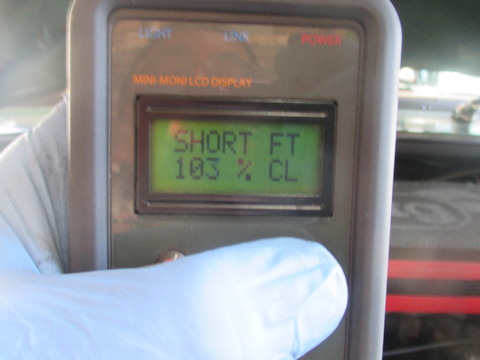 LIGHT LINK POWER
MINI-MONI LCD DISPLAY
SHORT FT
103 % CL